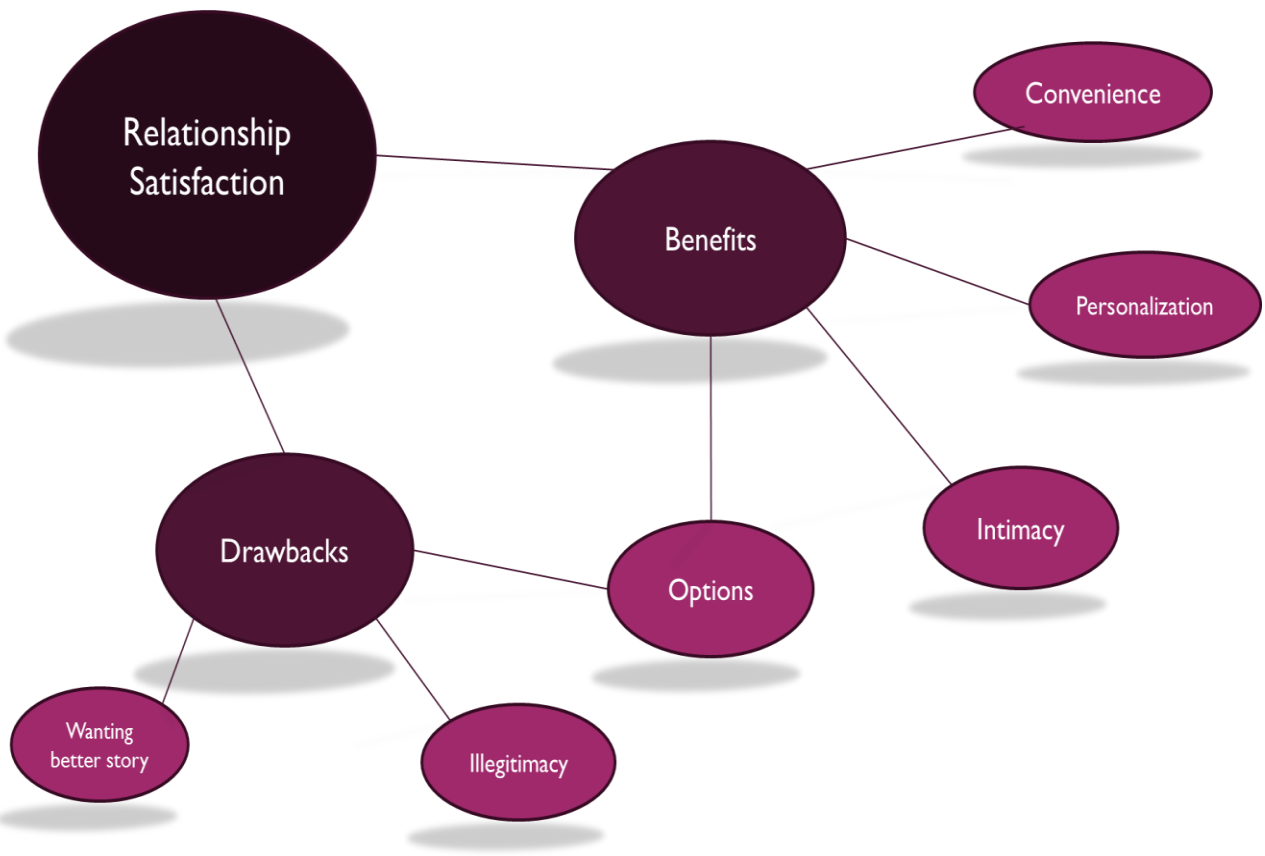 Relationship
Satisfaction
Convenience
Benefits
Personalization
Intimacy
Drawbacks
Options
Wanting
better story
Illegitimacy